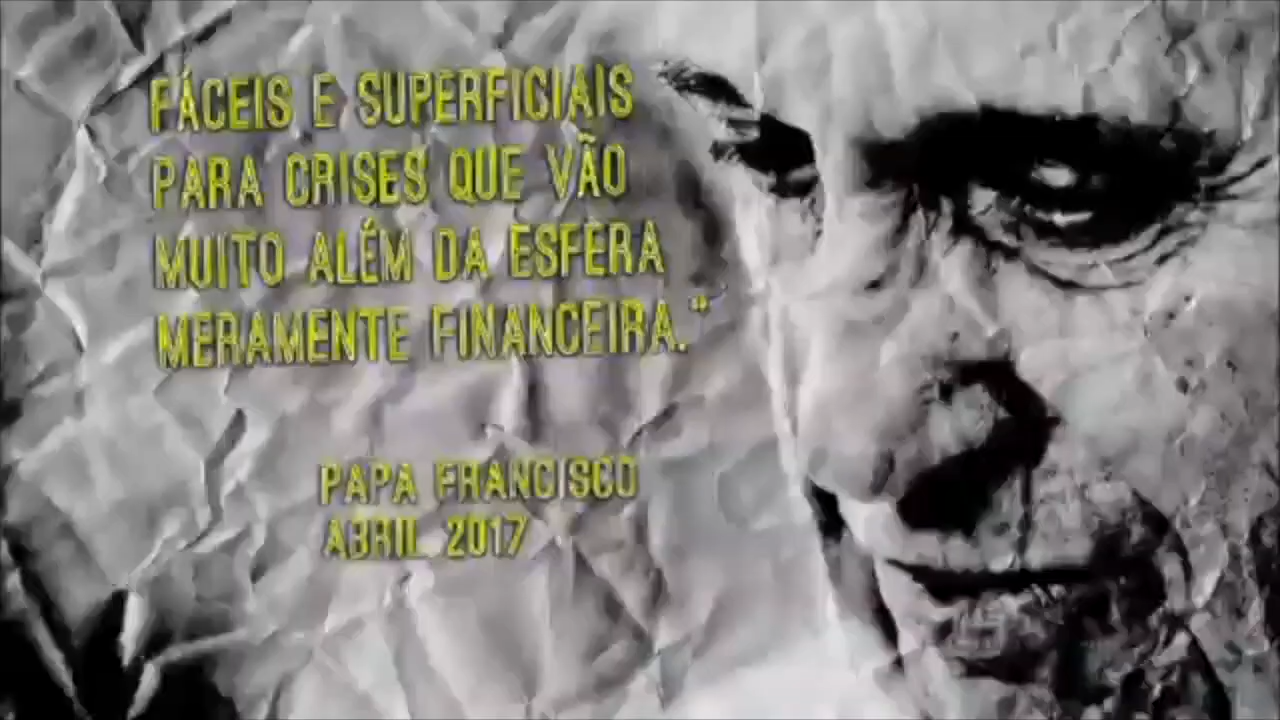 FÁCEIS E SUPERFICIAIS
PARA CRISES QUE VÃO
MUITO ALÉM DA ESFERA
MERAMENTE FINANCEIRA."
PAPA FRANCISCO
ABRIL 2017